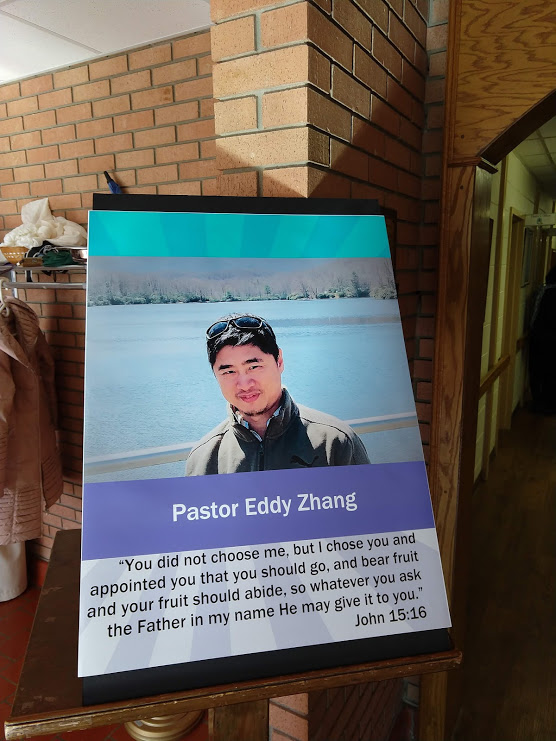 Pastor Eddy Zhang
“You did not choose me, but I chose you and
appointed you that you should go, and bear fruit
and your fruit should abide, so whatever you ask
the Father in my name He may give it to you.”
John 15:16